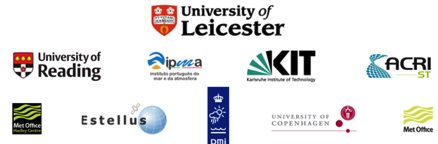 University of
Leicester
University of
Reading
ipma
instituto português do
mar e da atmosfera
KIT
Karlsruhe Institute of Technology
ACRI
ST
Met Office
Hadley Centre
Estellus
DMI
UNIVERSITY OF
COPENHAGEN
Met Office